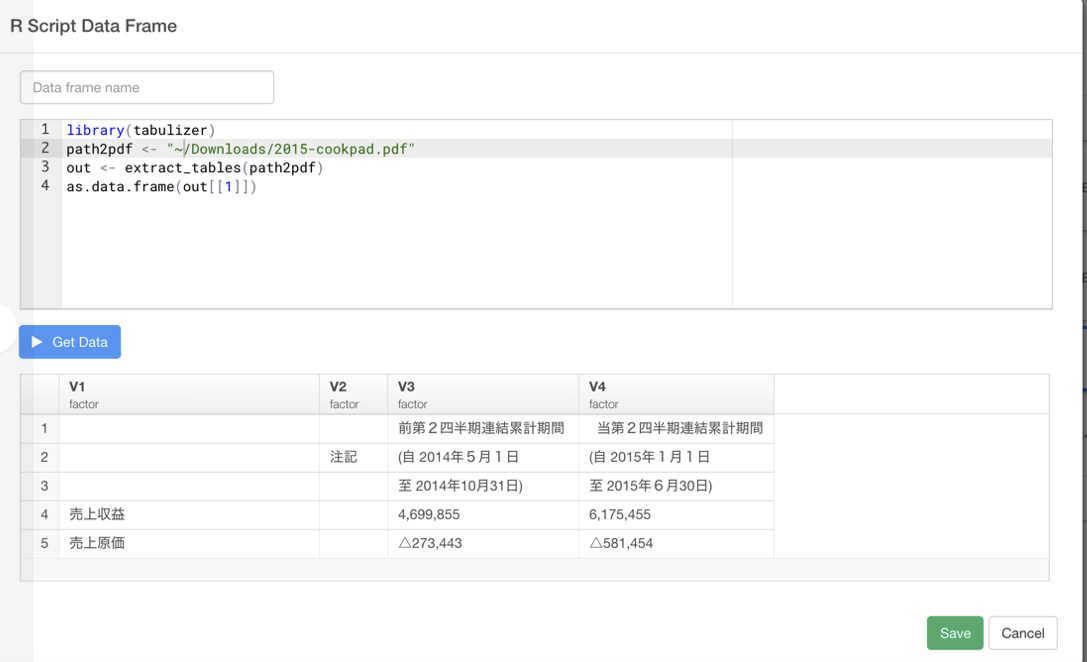 R Script Data Frame
Data frame name
1 library(tabulizer)
2 path2pdf <- "~/Downloads/2015-cookpad.pdf"
3 out <- extract_tables(path2pdf)
4 as.data.frame(out[[1]])
Get Data
V1 V2 V3 V4
factor factor factor factor
1 前第２四半期連結累計期間 当第２四半期連結累計期間
2 注記 (自 2014年５月１日 (自 2015年１月１日
3 至 2014年10月31日) 至 2015年６月30日)
4 売上収益 4,699,855 6,175,455
5 売上原価 △273,443 △581,454
Save Cancel